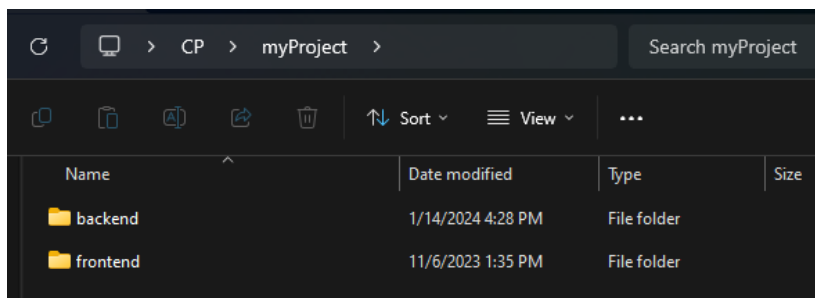 CP > myProject >
Search myProject
Sort View ...
Name Date modified Type Size
backend 1/14/2024 4:28 PM File folder
frontend 11/6/2023 1:35 PM File folder